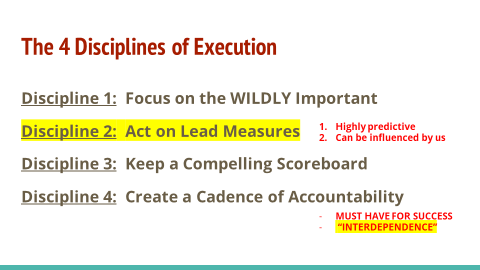 The 4 Disciplines of Execution
Discipline 1:  Focus on the WILDLY Important
Discipline 2:  Act on Lead Measures
1. Highly predictive
2. Can be influenced by us
Discipline 3:  Keep a Compelling Scoreboard
Discipline 4:  Create a Cadence of Accountability
- MUST HAVE FOR SUCCESS
- “INTERDEPENDENCE”